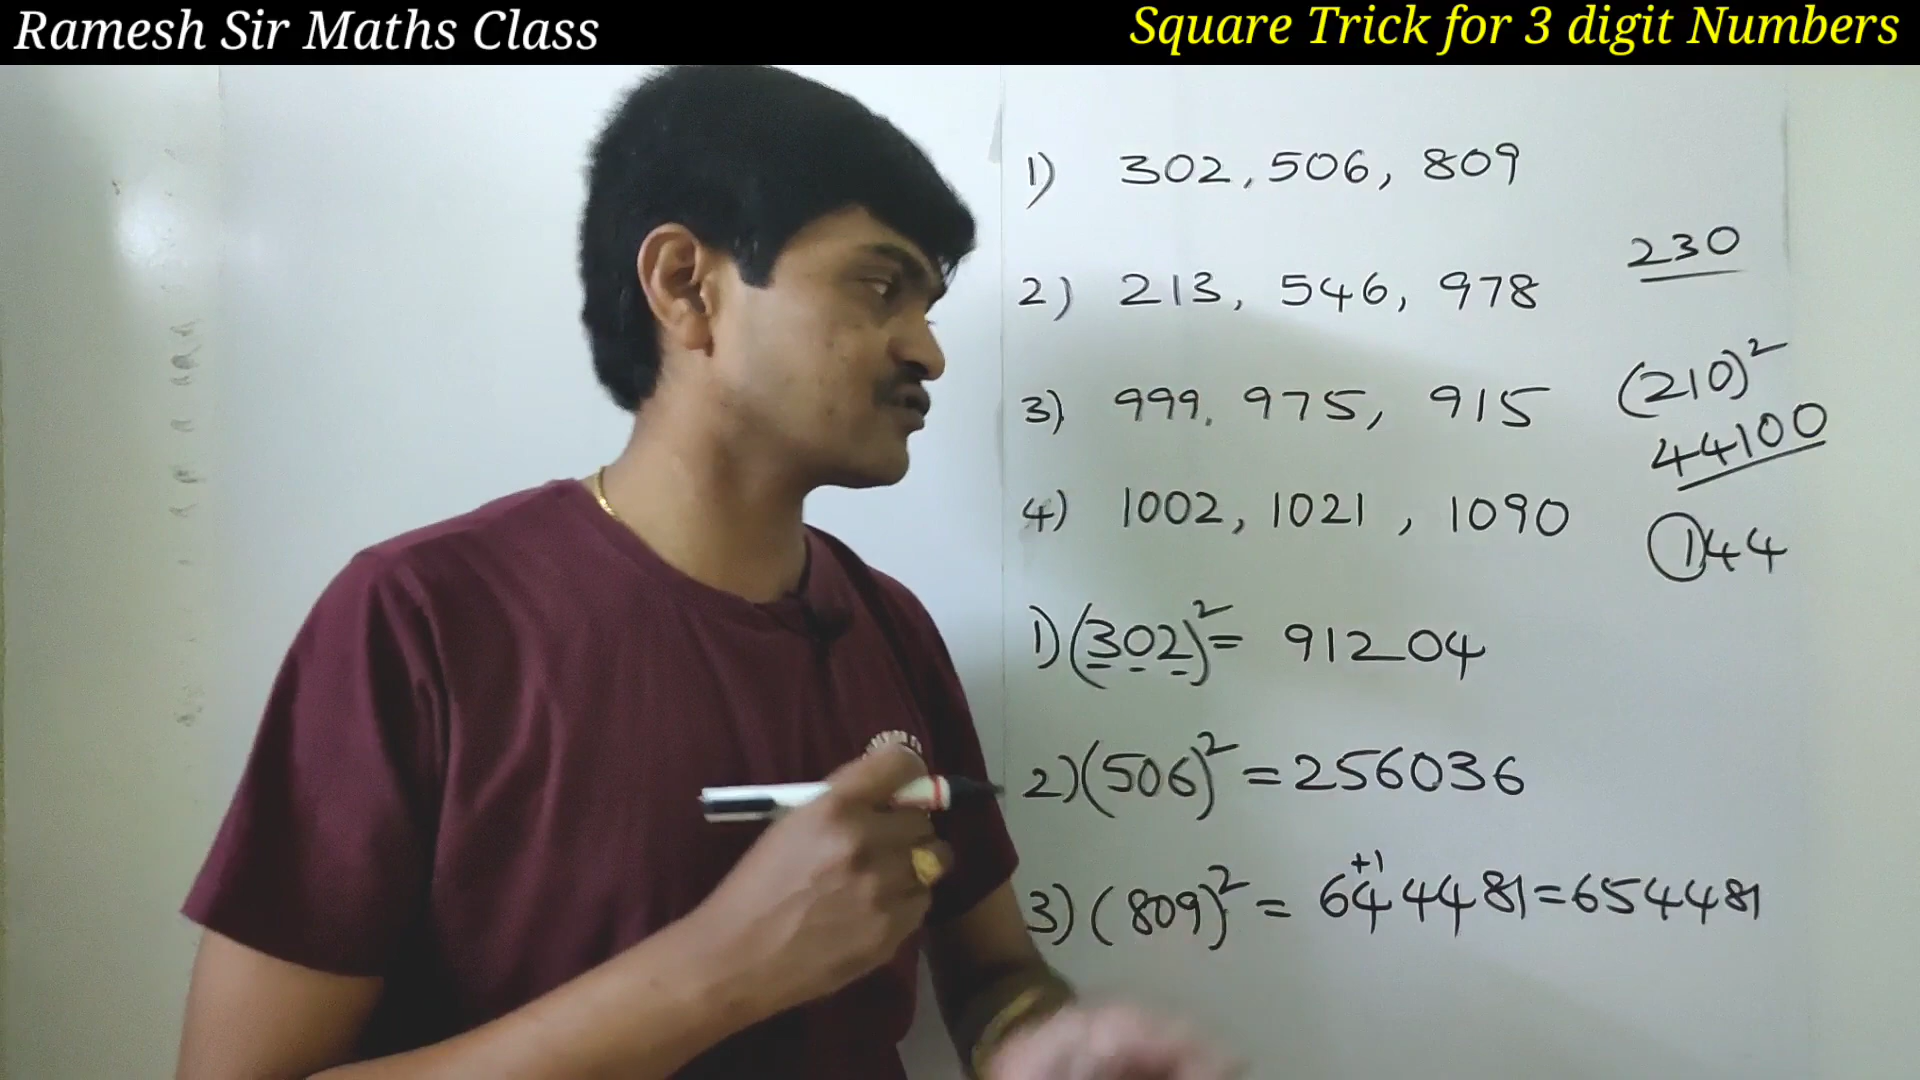 Ramesh Sir Maths Class
Square Trick for 3 digit Numbers
1) 302, 506, 809
230
2) 213, 546, 978
(210)²
3) 999. 975, 915
44100
4) 1002, 1021, 1090
144
1) (302)² = 91204
2) (506)² = 256036
+1
3) (809)² = 644481 = 654481